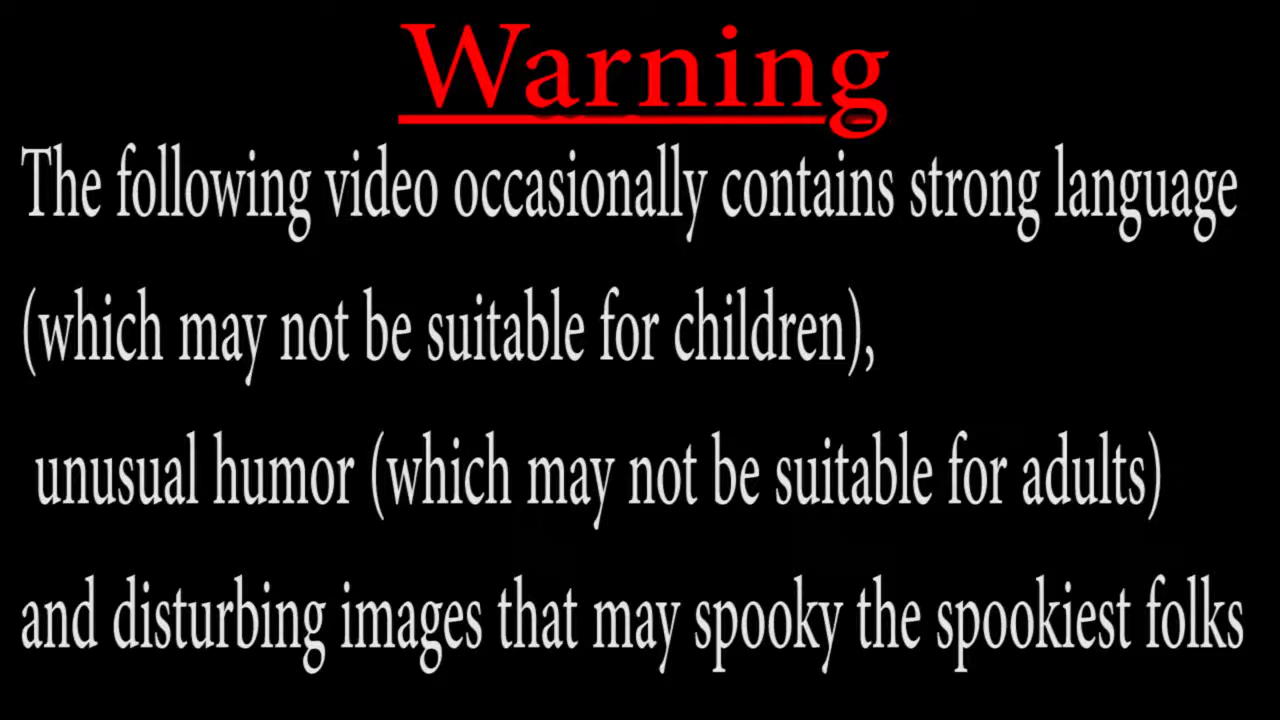 Warning
The following video occasionally contains strong language
(which may not be suitable for children),
unusual humor (which may not be suitable for adults)
and disturbing images that may spooky the spookiest folks